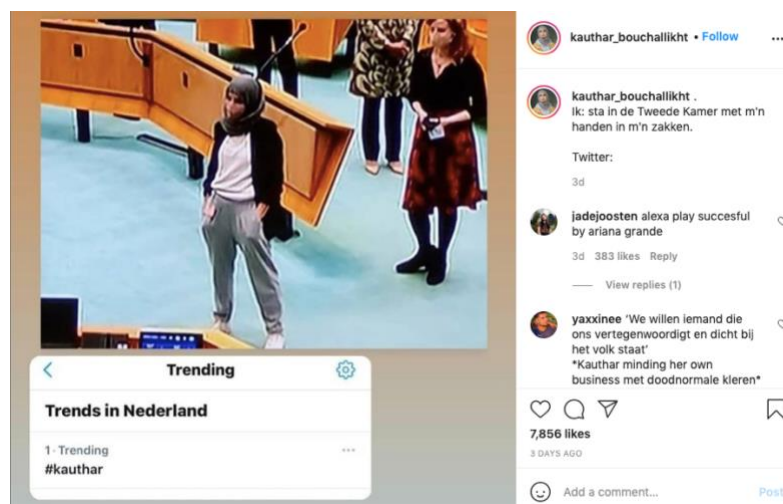 Trending
Trends in Nederland
1 · Trending
#kauthar
kauthar_bouchallikht • Follow
kauthar_bouchallikht .
Ik: sta in de Tweede Kamer met m'n
handen in m'n zakken.
Twitter:
3d
jadejoosten alexa play succesful
by ariana grande
3d 383 likes Reply
View replies (1)
yaxxinee ‘We willen iemand die
ons vertegenwoordigt en dicht bij
het volk staat’
*Kauthar minding her own
business met doodnormale kleren*
7,856 likes
3 DAYS AGO
Add a comment...
Post